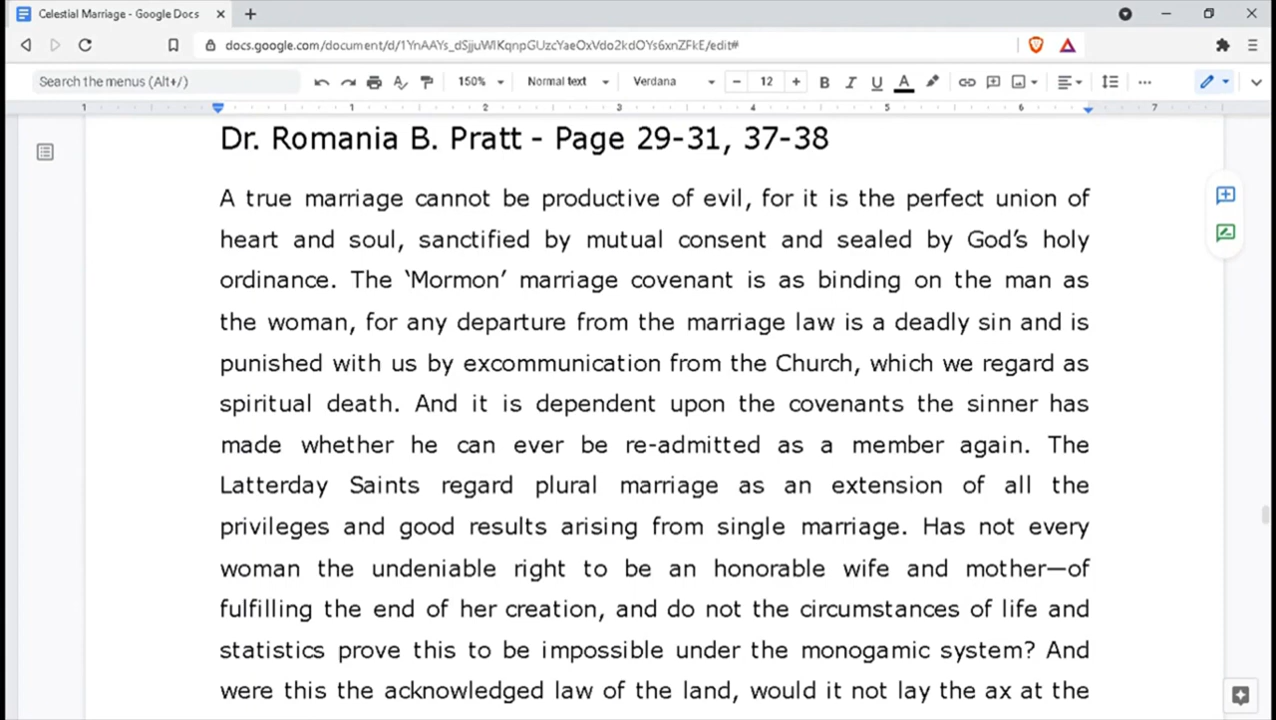 Celestial Marriage - Google Docs
docs.google.com/document/d/1YnAAYs_dSjjuWlKqnpGUzcYaeOxVdo2kdOYs6xnZFkE/edit#
Search the menus (Alt+/) 150% Normal text Verdana 12 B I U A
1 1 2 3 4 5 6 7
Dr. Romania B. Pratt - Page 29-31, 37-38
A true marriage cannot be productive of evil, for it is the perfect union of
heart and soul, sanctified by mutual consent and sealed by God’s holy
ordinance. The ‘Mormon’ marriage covenant is as binding on the man as
the woman, for any departure from the marriage law is a deadly sin and is
punished with us by excommunication from the Church, which we regard as
spiritual death. And it is dependent upon the covenants the sinner has
made whether he can ever be re-admitted as a member again. The
Latterday Saints regard plural marriage as an extension of all the
privileges and good results arising from single marriage. Has not every
woman the undeniable right to be an honorable wife and mother—of
fulfilling the end of her creation, and do not the circumstances of life and
statistics prove this to be impossible under the monogamic system? And
were this the acknowledged law of the land, would it not lay the ax at the